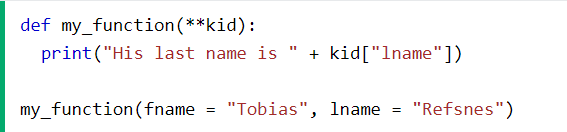 def my_function(**kid):
  print("His last name is " + kid["lname"])

my_function(fname = "Tobias", lname = "Refsnes")